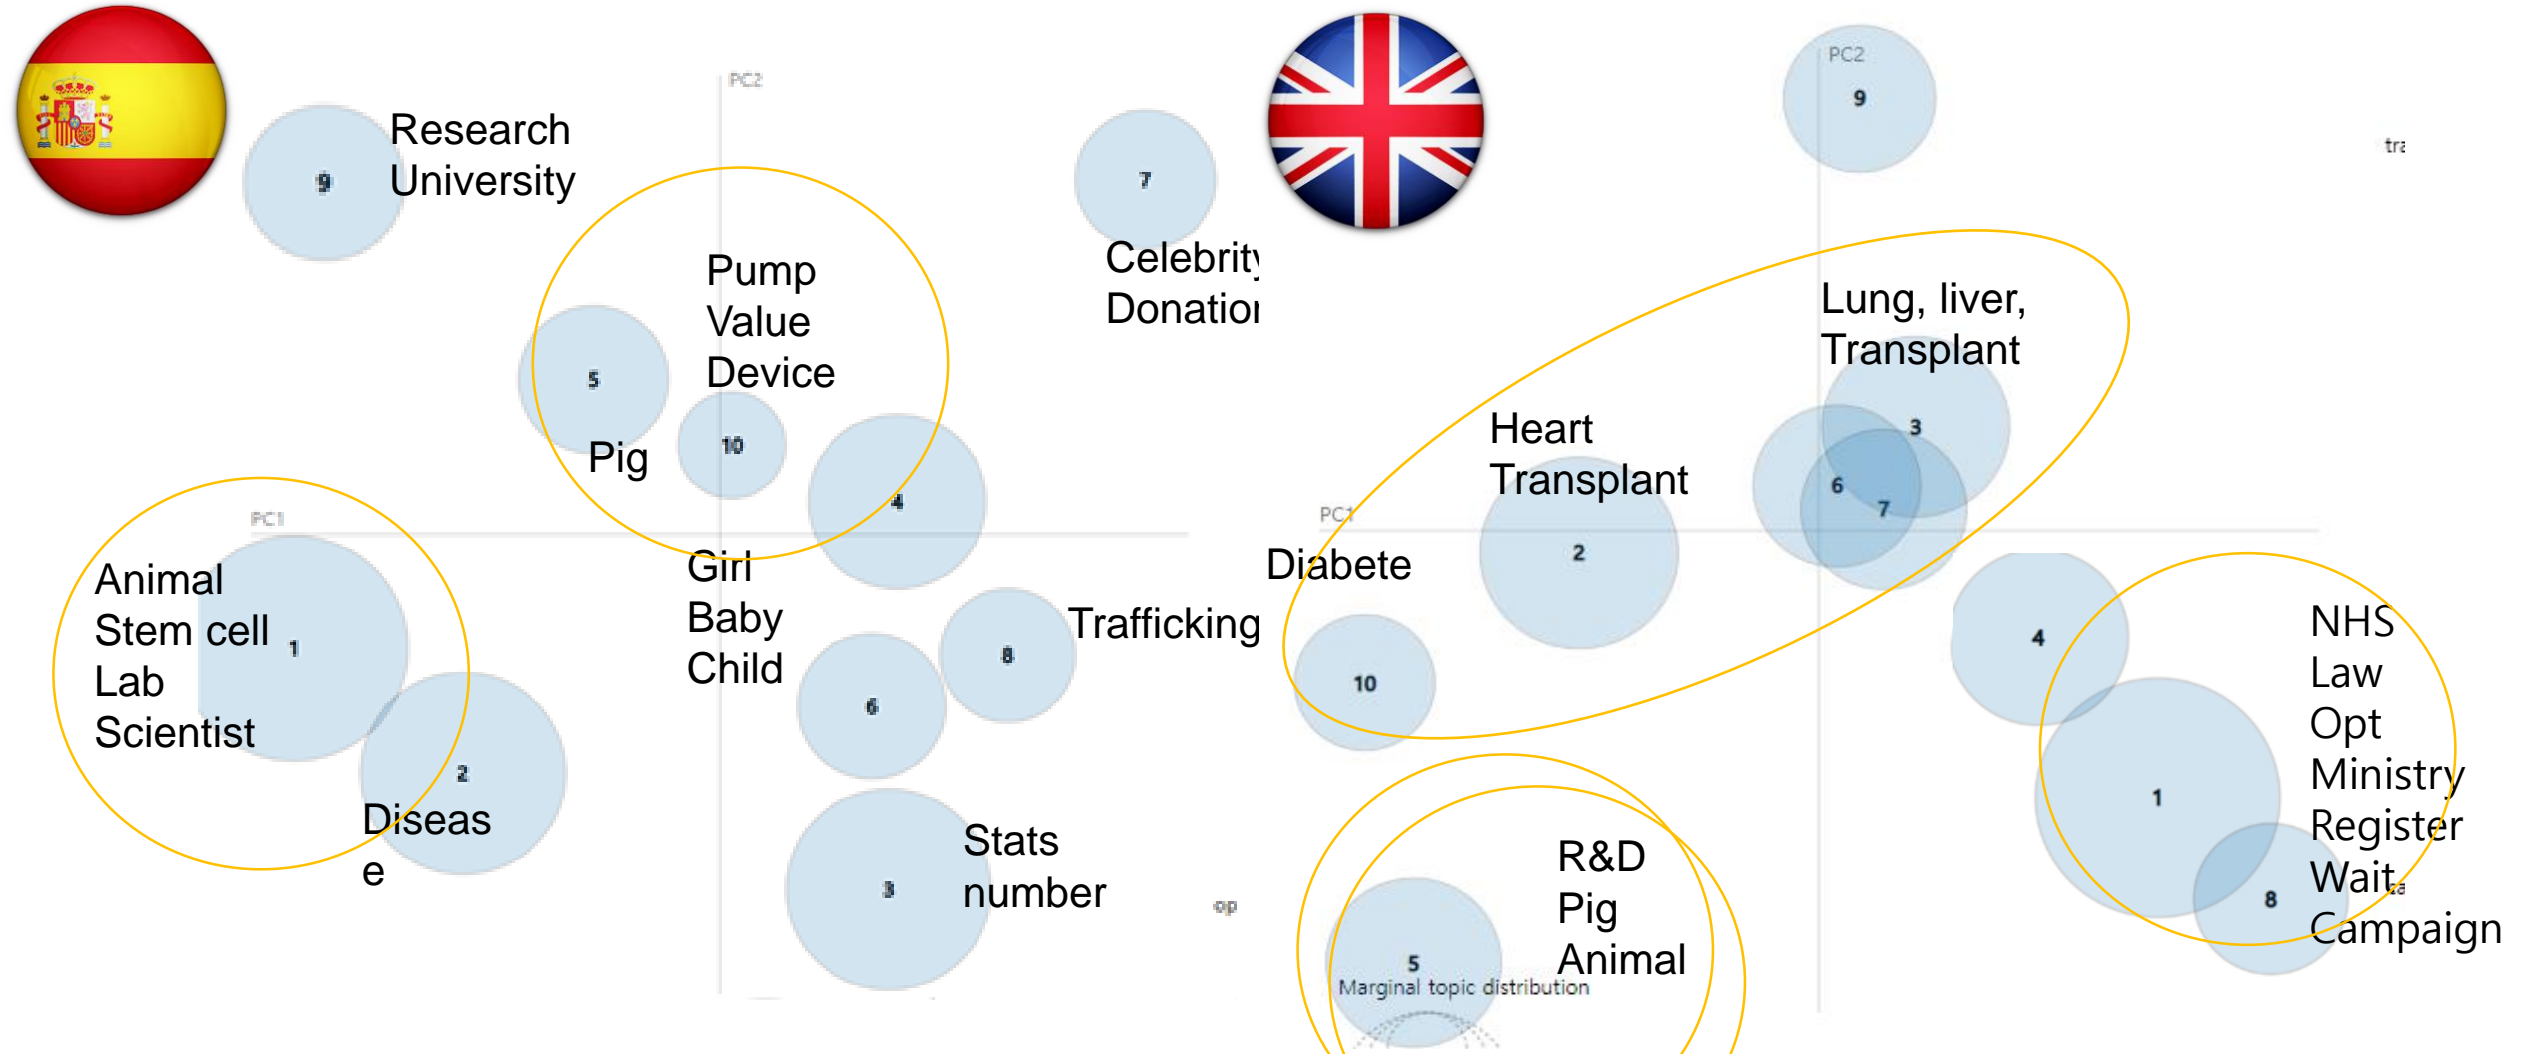 PC2
9
Research
University
7
Celebrity
Donation
Pump
Value
Device
5
Pig
10
4
PC1
Animal
Stem cell
Lab
Scientist
1
2
Diseas
e
Girl
Baby
Child
Trafficking
8
6
3
Stats
number
op
PC2
9
tra
Lung, liver,
Transplant
3
Heart
Transplant
6
7
PC1
2
Diabete
10
4
NHS
Law
Opt
Ministry
Register
Wait
Campaign
1
8
R&D
Pig
Animal
5
Marginal topic distribution